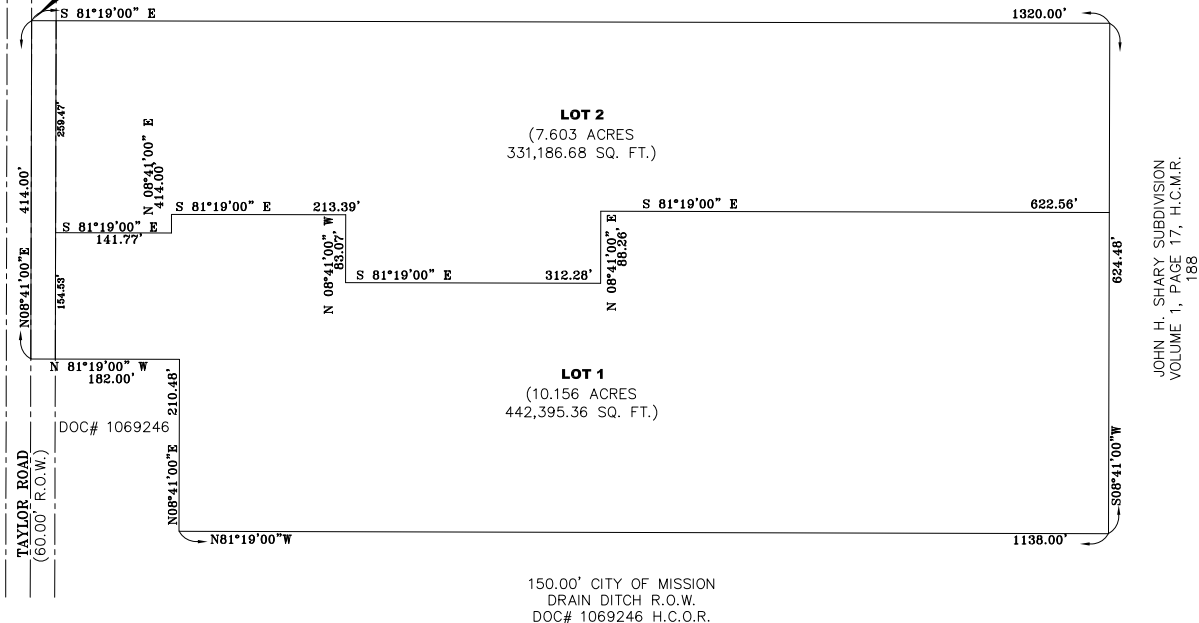 S 81°19'00" E
1320.00'
259.47'
N 08°41'00" E
414.00'
414.00'
LOT 2
(7.603 ACRES
331,186.68 SQ. FT.)
S 81°19'00" E
213.39'
S 81°19'00" E
622.56'
S 81°19'00" E
141.77'
N 08°41'00" W
83.07'
N 08°41'00" E
88.26'
S 81°19'00" E
312.28'
JOHN H. SHARY SUBDIVISION
VOLUME 1, PAGE 17, H.C.M.R.
188
624.48'
N08°41'00"E
154.53'
N 81°19'00" W
182.00'
210.48'
LOT 1
(10.156 ACRES
442,395.36 SQ. FT.)
DOC# 1069246
TAYLOR ROAD
(60.00' R.O.W.)
N08°41'00"E
S08°41'00"W
N81°19'00"W
1138.00'
150.00' CITY OF MISSION
DRAIN DITCH R.O.W.
DOC# 1069246 H.C.O.R.